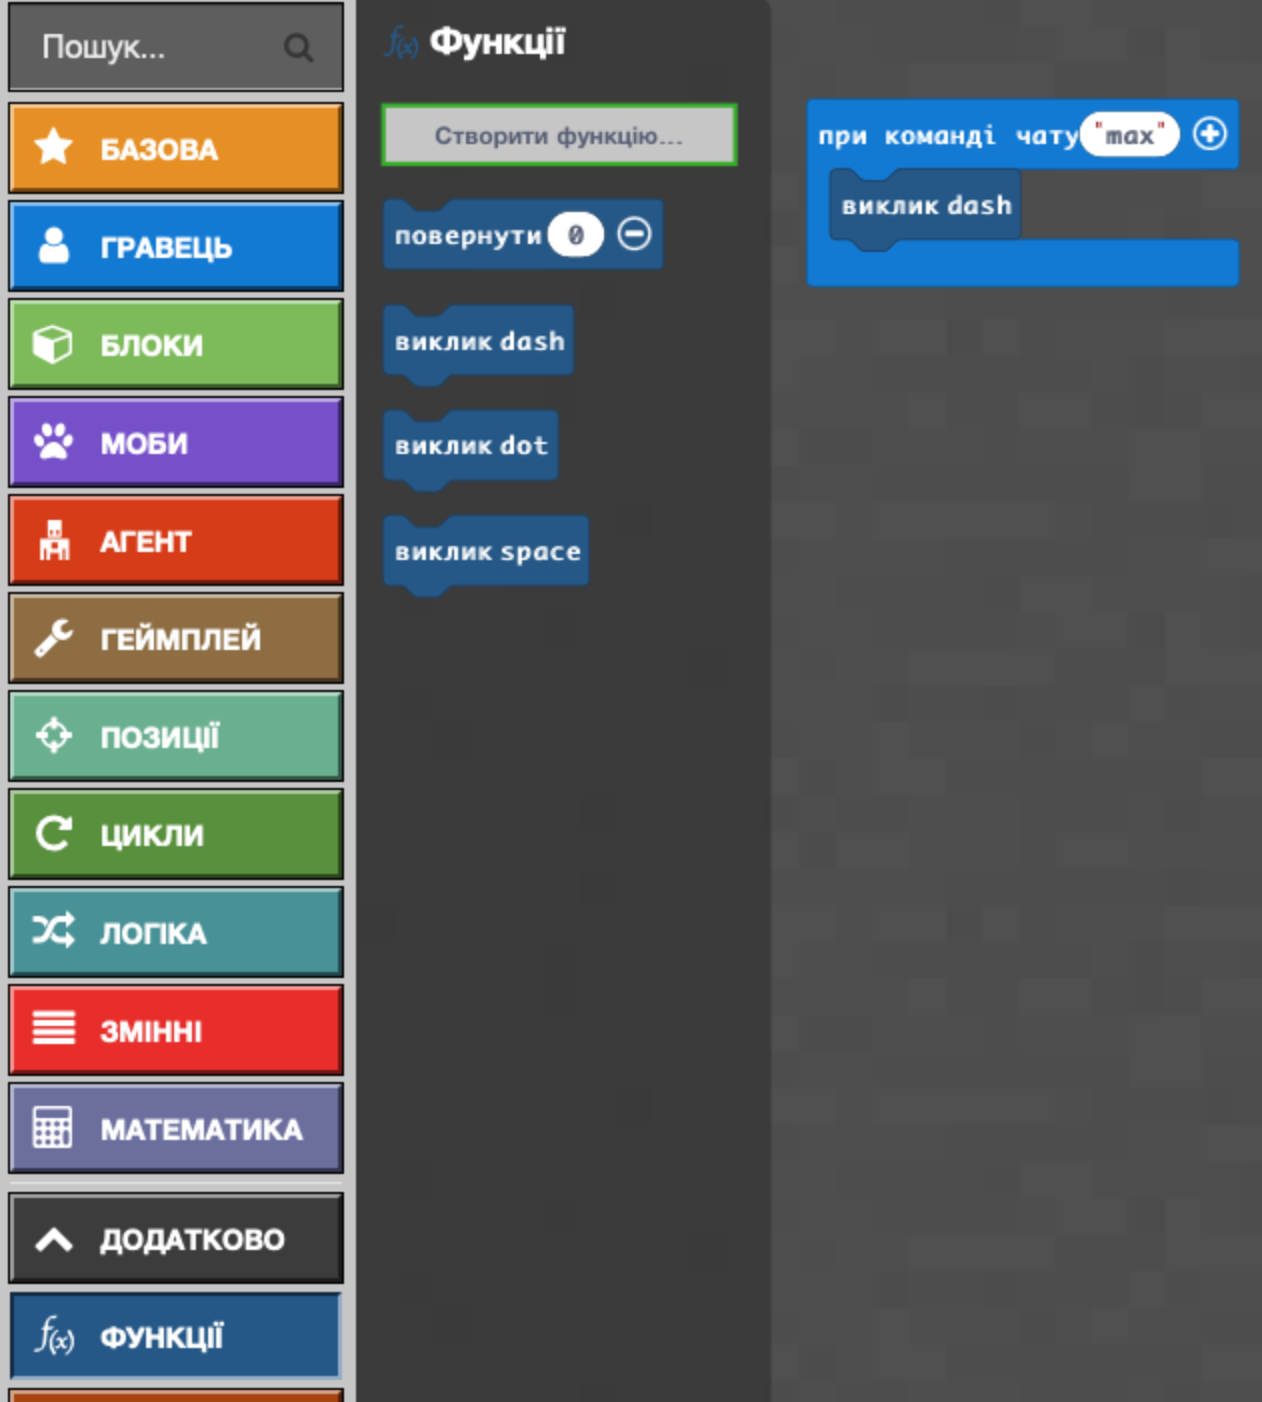 Пошук...
БАЗОВА
ГРАВЕЦЬ
БЛОКИ
МОБИ
АГЕНТ
ГЕЙМПЛЕЙ
ПОЗИЦІЇ
ЦИКЛИ
ЛОГІКА
ЗМІННІ
МАТЕМАТИКА
ДОДАТКОВО
f(x) ФУНКЦІЇ
f(x) Функції
Створити функцію...
повернути 0
виклик dash
виклик dot
виклик space
при команді чату "max"
виклик dash